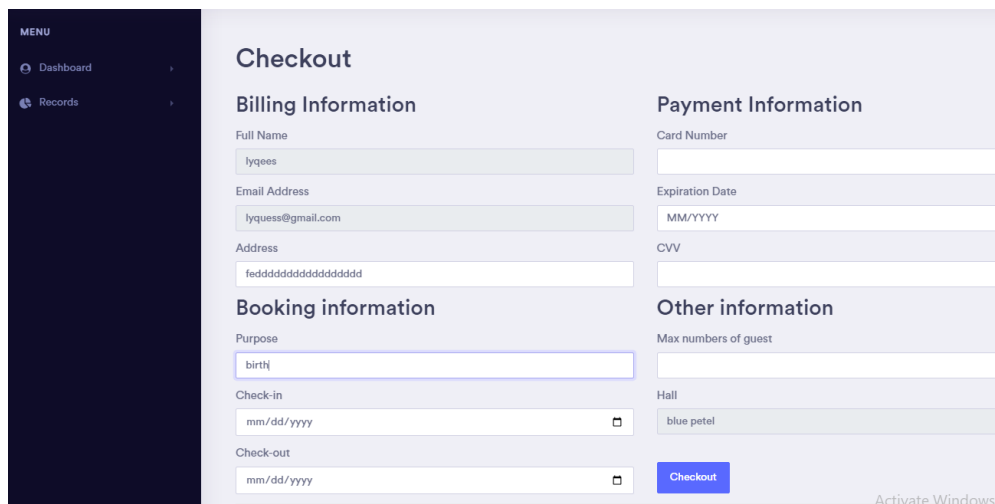 MENU
Dashboard
Records
Checkout
Billing Information
Full Name
lyqees
Email Address
lyquess@gmail.com
Address
feddddddddddddddddd
Booking information
Purpose
birth
Check-in
mm/dd/yyyy
Check-out
mm/dd/yyyy
Payment Information
Card Number
Expiration Date
MM/YYYY
CVV
Other information
Max numbers of guest
Hall
blue petel
Checkout
Activate Windows